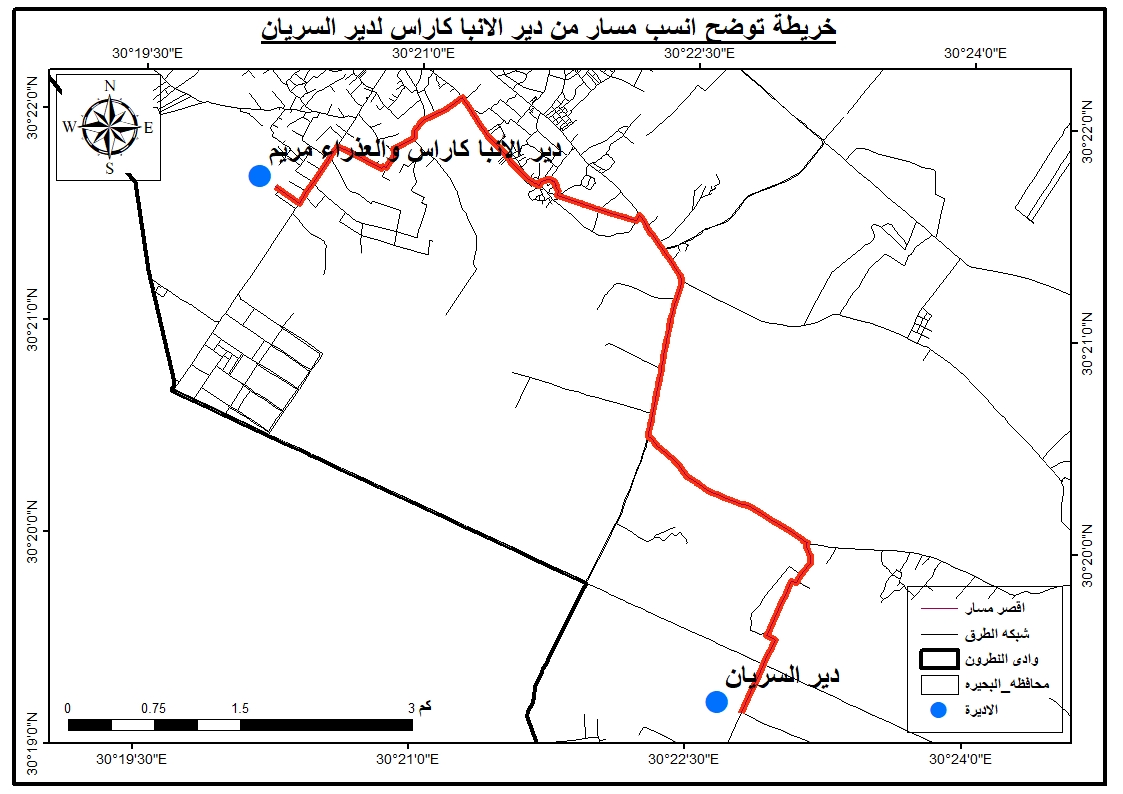 خريطة توضح انسب مسار من دير الانبا كاراس لدير السريان
30°19'30"E 30°21'0"E 30°22'30"E 30°24'0"E
30°22'0"N
30°22'0"N
N
W E
S
دير الانبا كاراس والعذراء مريم
30°21'0"N
30°21'0"N
30°20'0"N
30°20'0"N
اقصر مسار
شبكه الطرق
وادى النطرون
محافظه_البحيره
الاديرة
دير السريان
0 0.75 1.5 3 كم
30°19'0"N
30°19'30"E 30°21'0"E 30°22'30"E 30°24'0"E